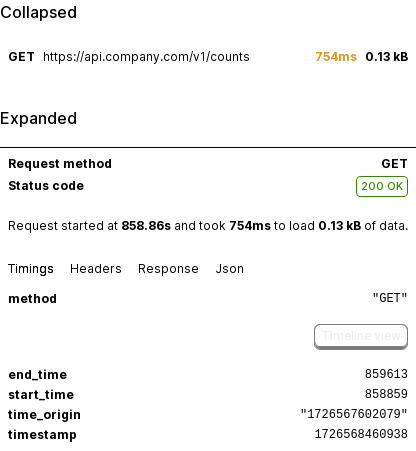 Collapsed
GET https://api.company.com/v1/counts 754ms 0.13 kB
Expanded
Request method GET
Status code 200 OK
Request started at 858.86s and took 754ms to load 0.13 kB of data.
Timings Headers Response Json
method "GET"
Timeline view
end_time 859613
start_time 858859
time_origin "1726567602079"
timestamp 1726568460938